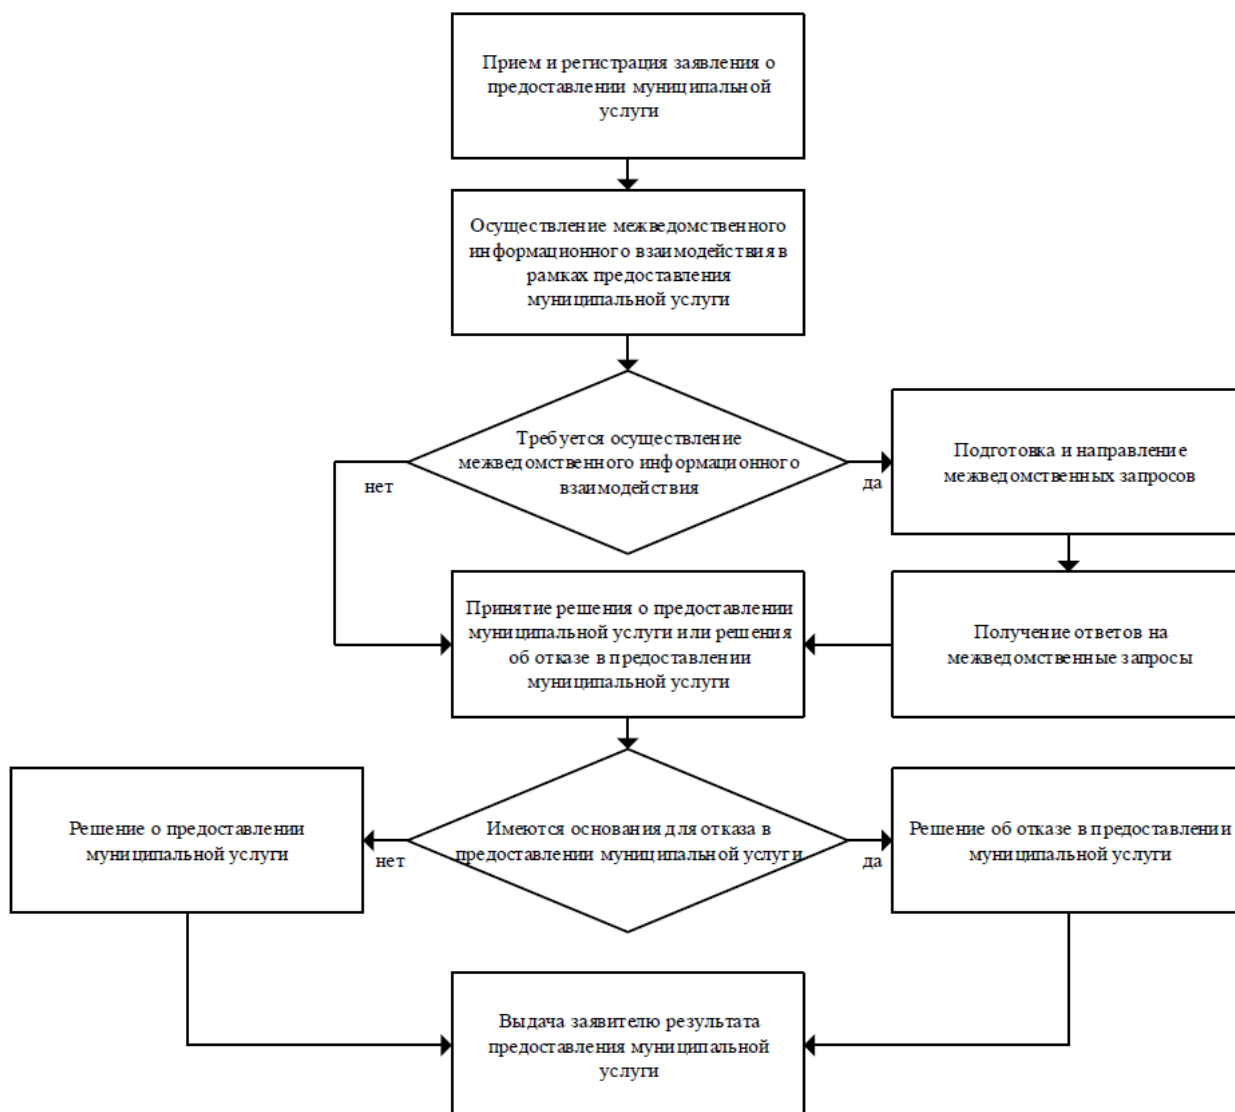 Прием и регистрация заявления о
предоставлении муниципальной
услуги
Осуществление межведомственного
информационного взаимодействия в
рамках предоставления
муниципальной услуги
Требуется осуществление
межведомственного информационного
взаимодействия
нет
да
Подготовка и направление
межведомственных запросов
Принятие решения о предоставлении
муниципальной услуги или решения
об отказе в предоставлении
муниципальной услуги
Получение ответов на
межведомственные запросы
Решение о предоставлении
муниципальной услуги
нет
Имеются основания для отказа в
предоставлении муниципальной услуги
да
Решение об отказе в предоставлении
муниципальной услуги
Выдача заявителю результата
предоставления муниципальной
услуги